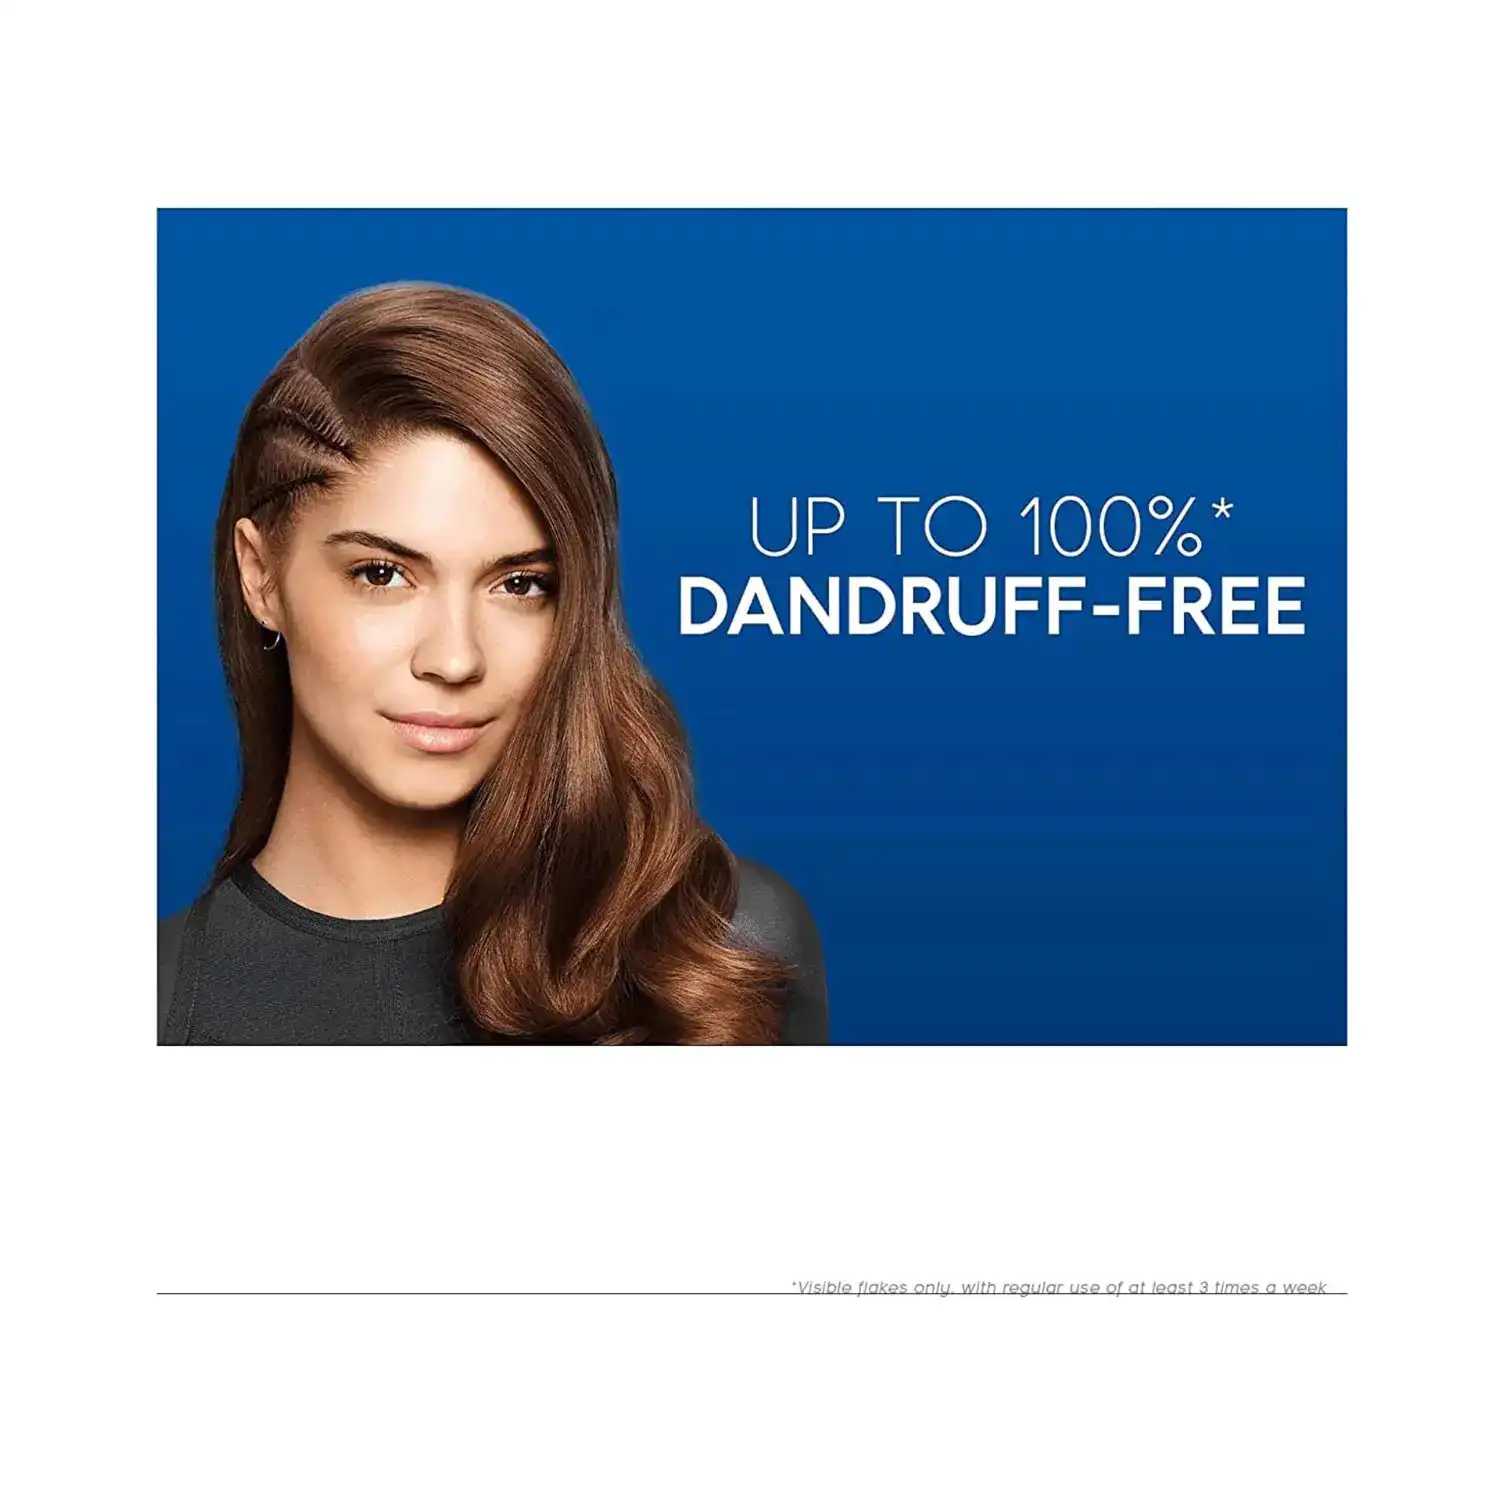 UP TO 100%*
DANDRUFF-FREE
*Visible flakes only, with regular use of at least 3 times a week